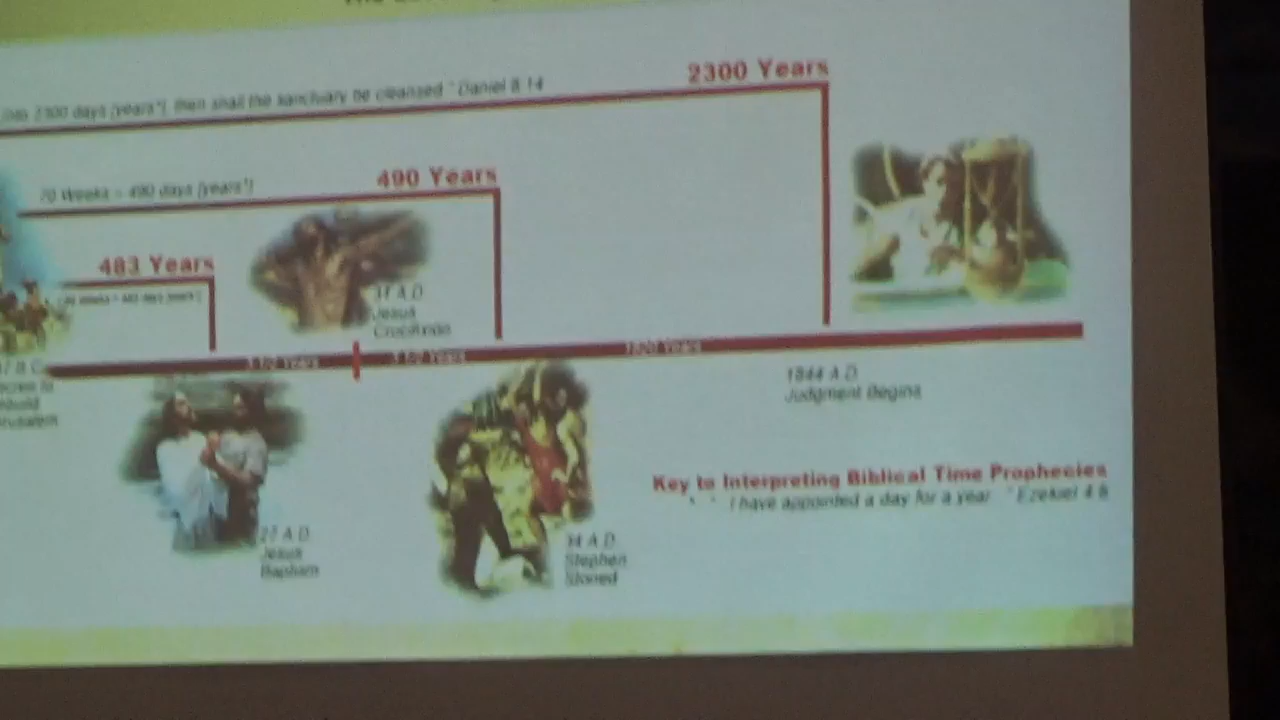 2300 days (years*), then shall the sanctuary be cleansed." Daniel 8:14
2300 Years
70 Weeks = 490 days (years*)
490 Years
483 Years
31 A.D.
Jesus
Crucified
3 1/2 Years
3 1/2 Years
1844 A.D.
Judgment Begins
27 A.D.
Jesus
Baptism
34 A.D.
Stephen
Stoned
Key to Interpreting Biblical Time Prophecies
* "I have appointed a day for a year " Ezekiel 4:6